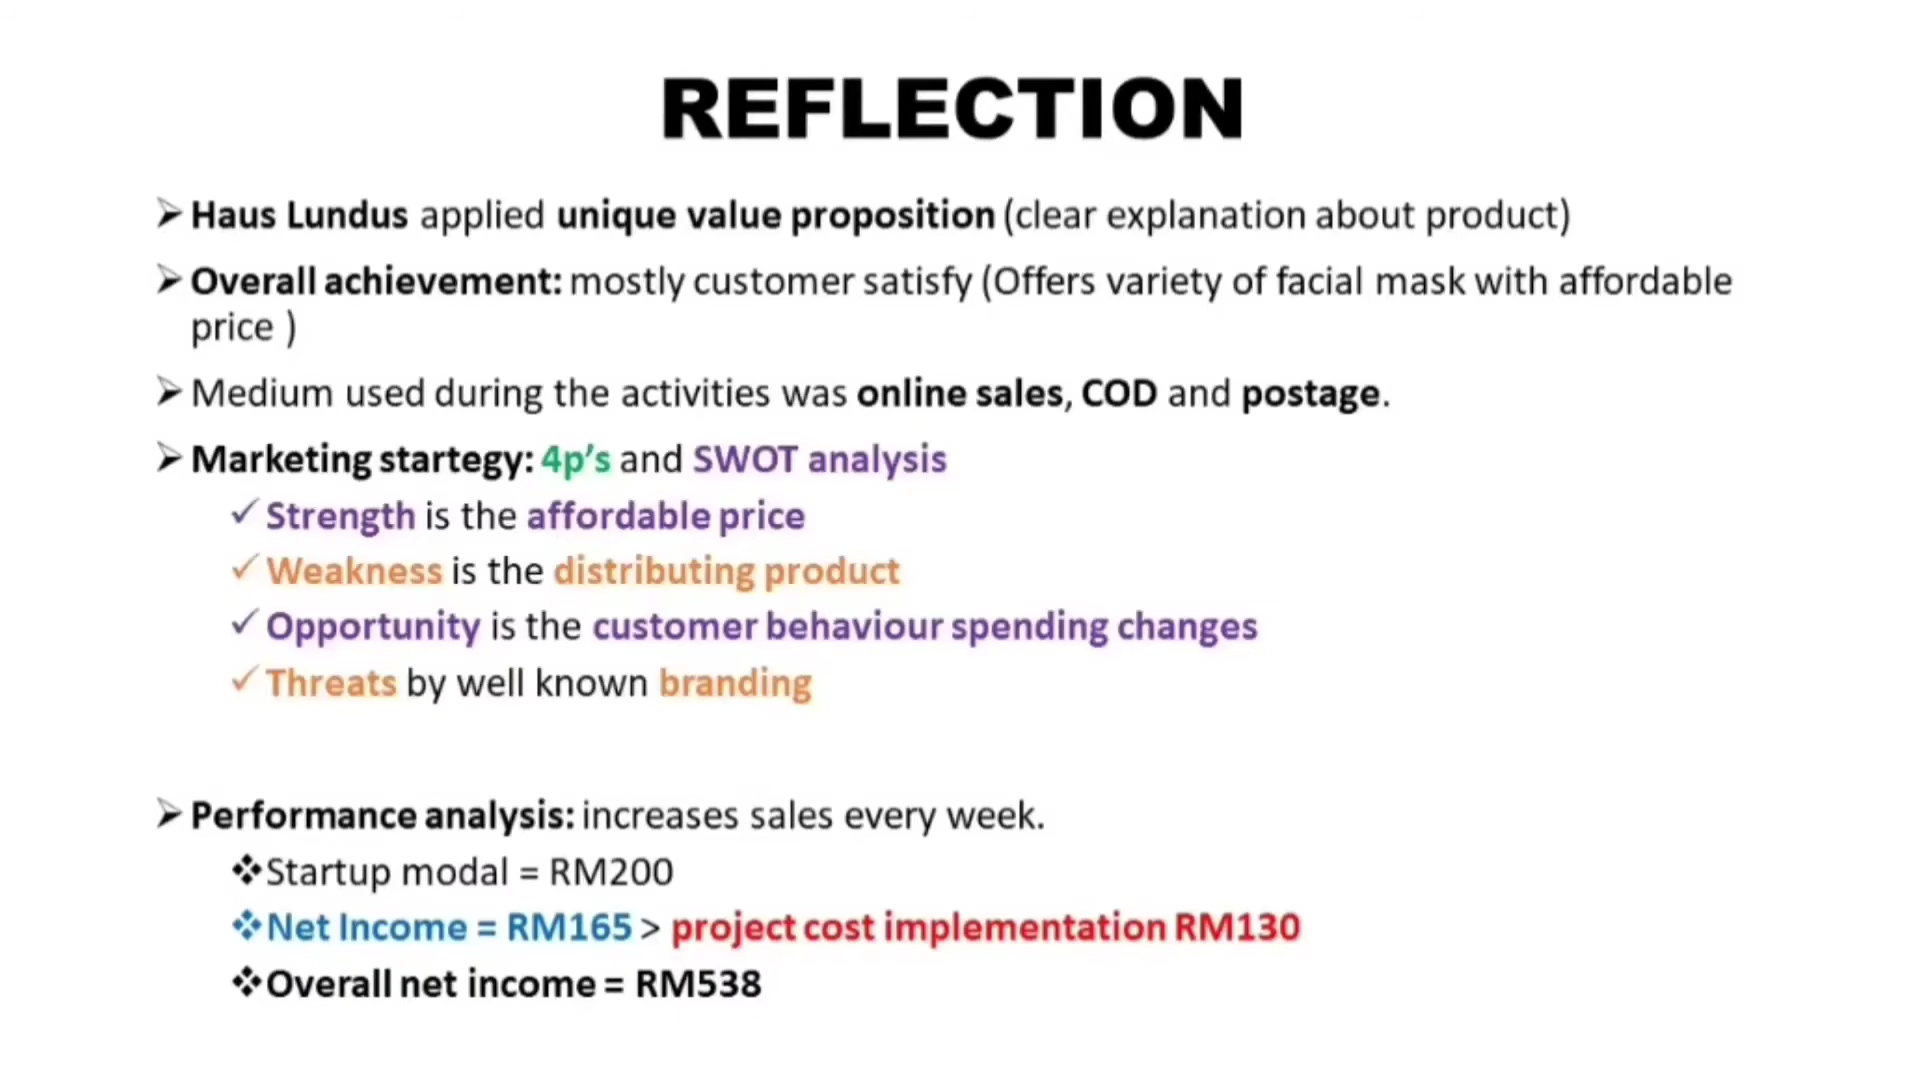 REFLECTION
Haus Lundus applied unique value proposition (clear explanation about product)
Overall achievement: mostly customer satisfy (Offers variety of facial mask with affordable
price )
Medium used during the activities was online sales, COD and postage.
Marketing startegy: 4p's and SWOT analysis
Strength is the affordable price
Weakness is the distributing product
Opportunity is the customer behaviour spending changes
Threats by well known branding
Performance analysis: increases sales every week.
Startup modal = RM200
Net Income = RM165 > project cost implementation RM130
Overall net income = RM538